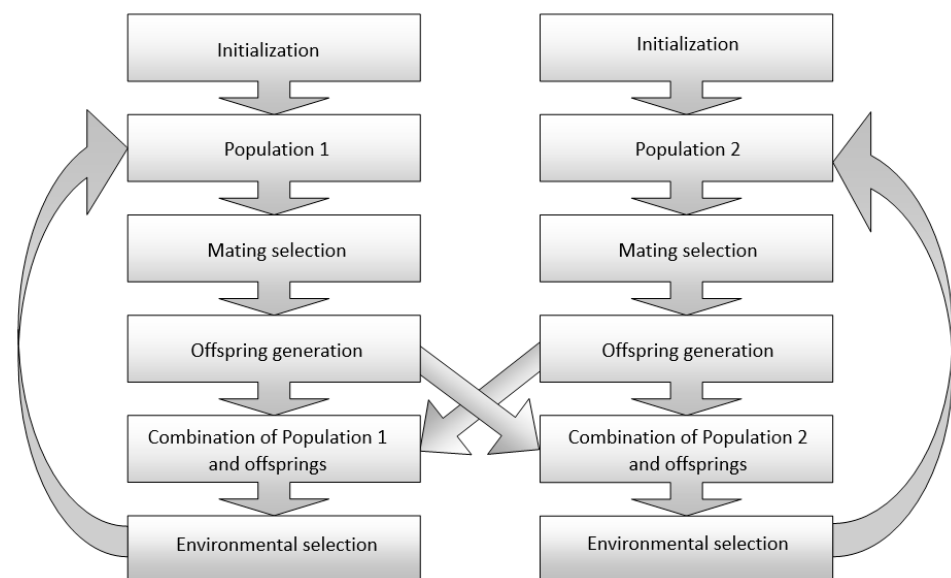 Initialization
Population 1
Mating selection
Offspring generation
Combination of Population 1
and offsprings
Environmental selection
Initialization
Population 2
Mating selection
Offspring generation
Combination of Population 2
and offsprings
Environmental selection